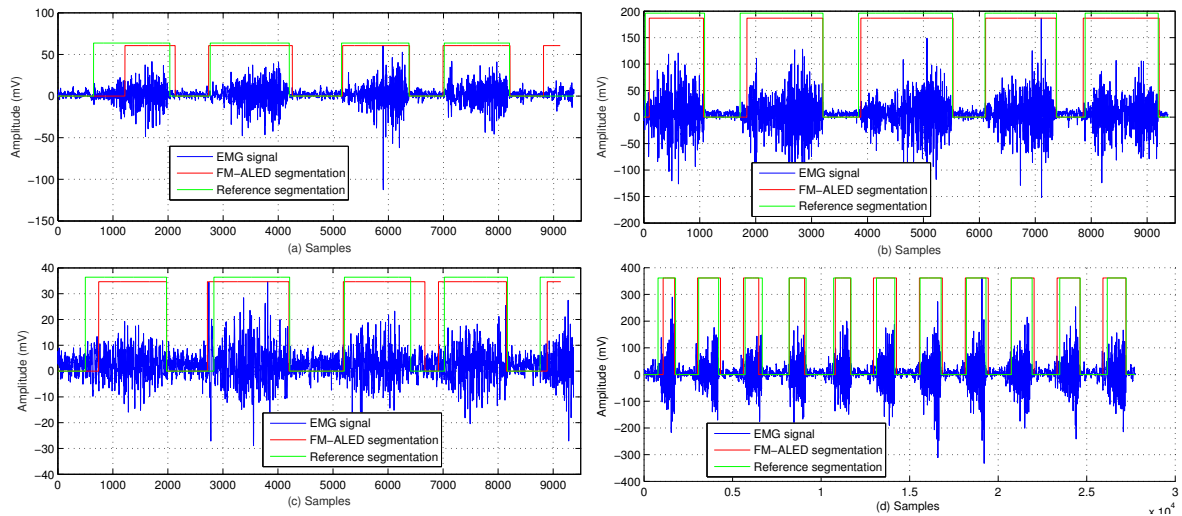 100
50
0
−50
−100
−150
Amplitude (mV)
EMG signal
FM−ALED segmentation
Reference segmentation
0 1000 2000 3000 4000 5000 6000 7000 8000 9000
(a) Samples
200
150
100
50
0
−50
−100
−150
−200
Amplitude (mV)
EMG signal
FM−ALED segmentation
Reference segmentation
0 1000 2000 3000 4000 5000 6000 7000 8000 9000
(b) Samples
40
30
20
10
0
−10
−20
−30
−40
Amplitude (mV)
EMG signal
FM−ALED segmentation
Reference segmentation
0 1000 2000 3000 4000 5000 6000 7000 8000 9000
(c) Samples
400
300
200
100
0
−100
−200
−300
−400
Amplitude (mV)
EMG signal
FM−ALED segmentation
Reference segmentation
0 0.5 1 1.5 2 2.5 3
(d) Samples
x 10⁴